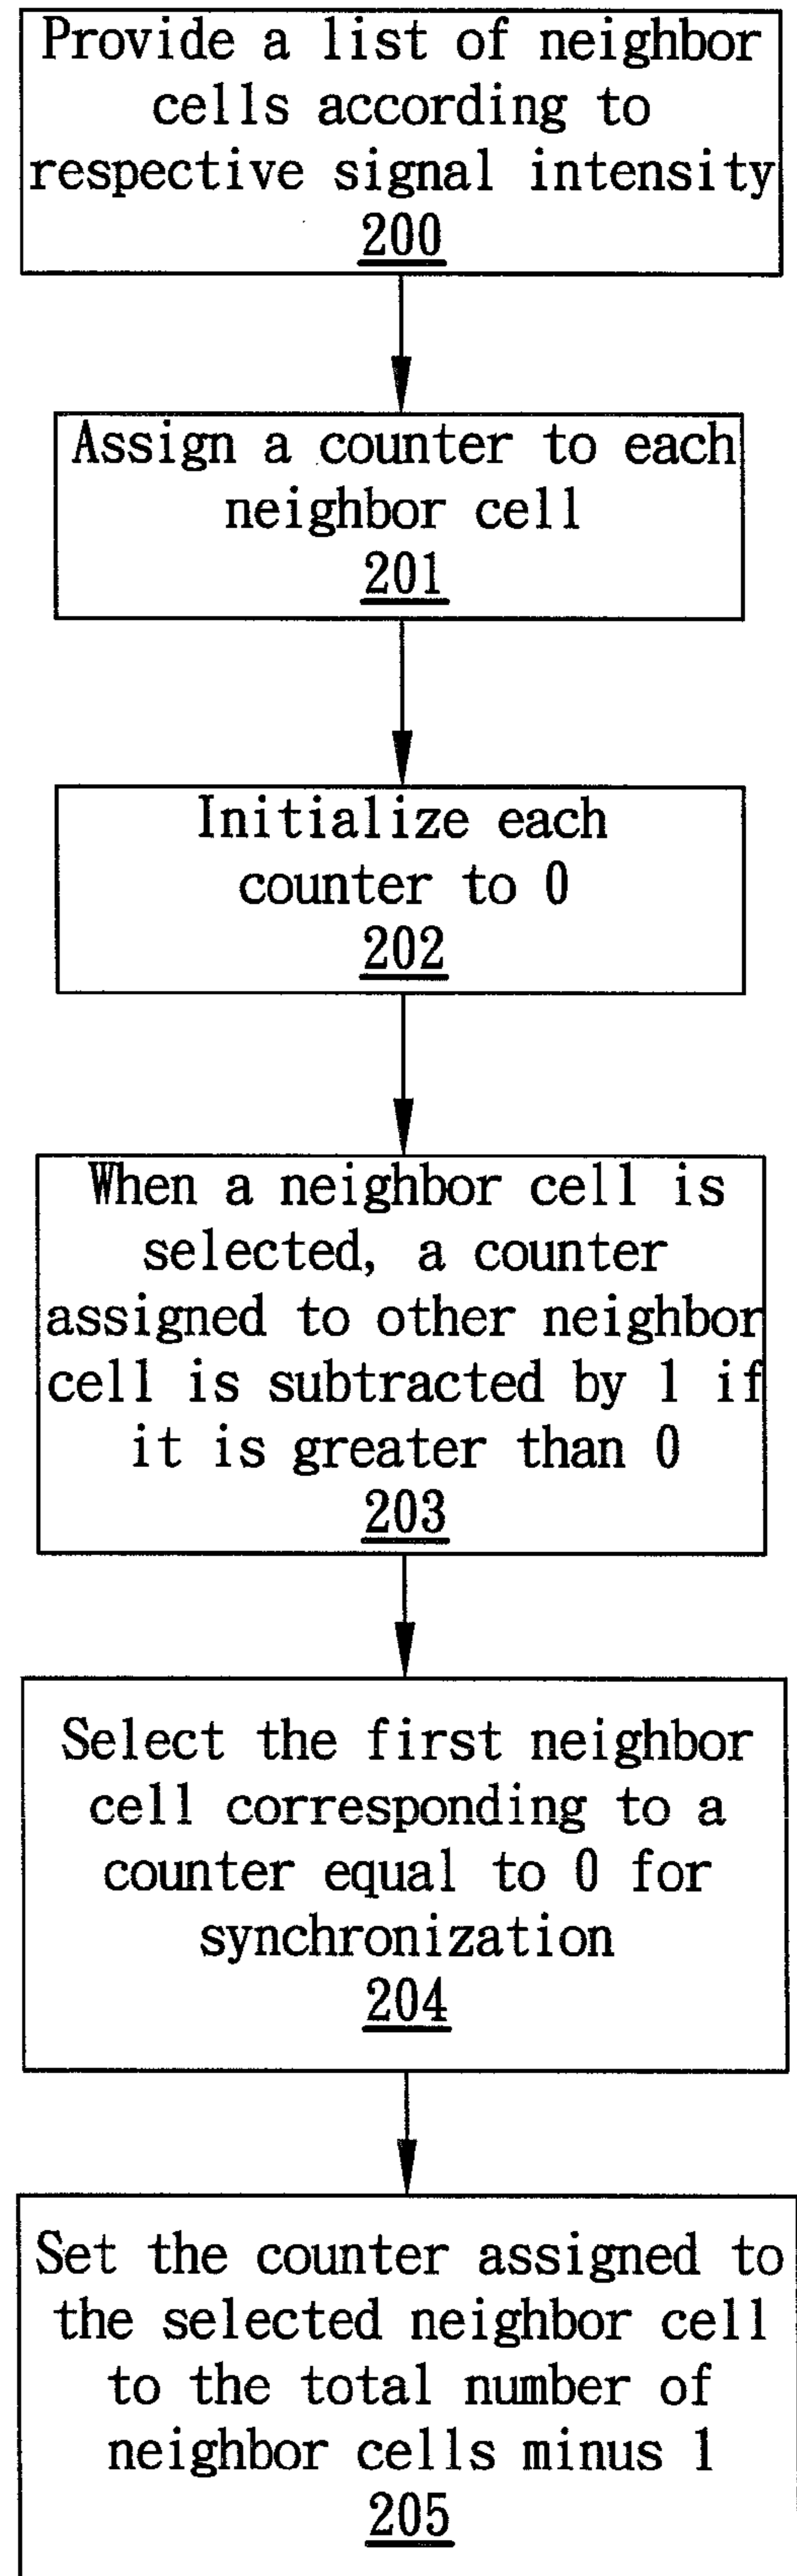 Provide a list of neighbor
cells according to
respective signal intensity
200
Assign a counter to each
neighbor cell
201
Initialize each
counter to 0
202
When a neighbor cell is
selected, a counter
assigned to other neighbor
cell is subtracted by 1 if
it is greater than 0
203
Select the first neighbor
cell corresponding to a
counter equal to 0 for
synchronization
204
Set the counter assigned to
the selected neighbor cell
to the total number of
neighbor cells minus 1
205